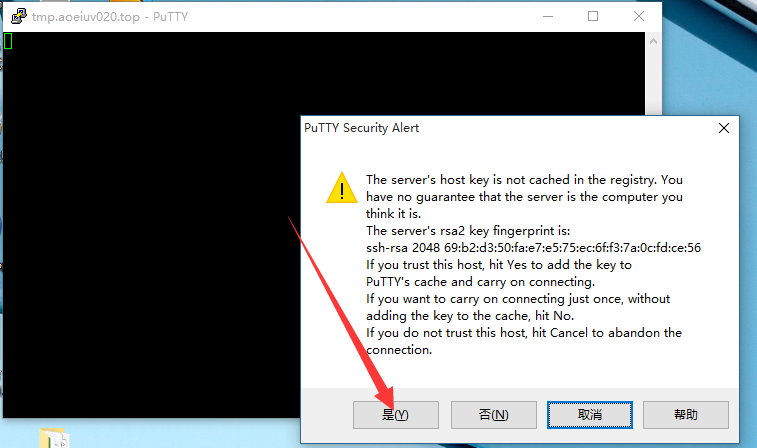 tmp.aoeiuv020.top - PuTTY
PuTTY Security Alert
The server's host key is not cached in the registry. You
have no guarantee that the server is the computer you
think it is.
The server's rsa2 key fingerprint is:
ssh-rsa 2048 69:b2:d3:50:fa:e7:e5:75:ec:6f:f3:7a:0c:fd:ce:56
If you trust this host, hit Yes to add the key to
PuTTY's cache and carry on connecting.
If you want to carry on connecting just once, without
adding the key to the cache, hit No.
If you do not trust this host, hit Cancel to abandon the
connection.
是(Y) 否(N) 取消 帮助